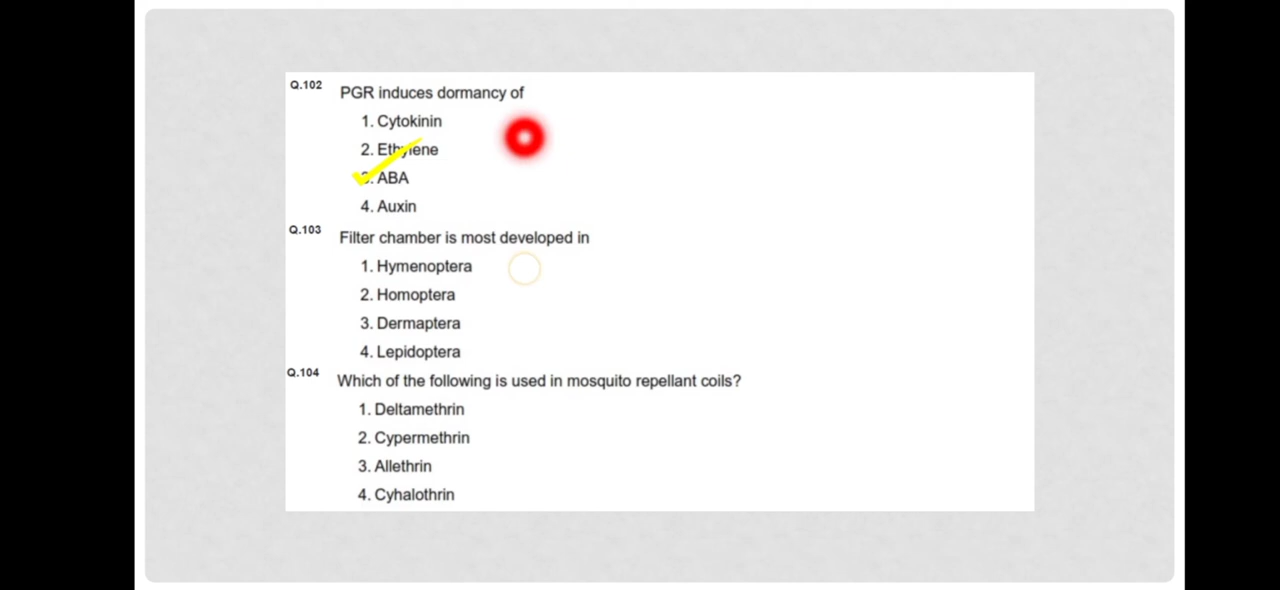 Q.102 PGR induces dormancy of
1. Cytokinin
2. Ethylene
3. ABA
4. Auxin
Q.103 Filter chamber is most developed in
1. Hymenoptera
2. Homoptera
3. Dermaptera
4. Lepidoptera
Q.104 Which of the following is used in mosquito repellant coils?
1. Deltamethrin
2. Cypermethrin
3. Allethrin
4. Cyhalothrin